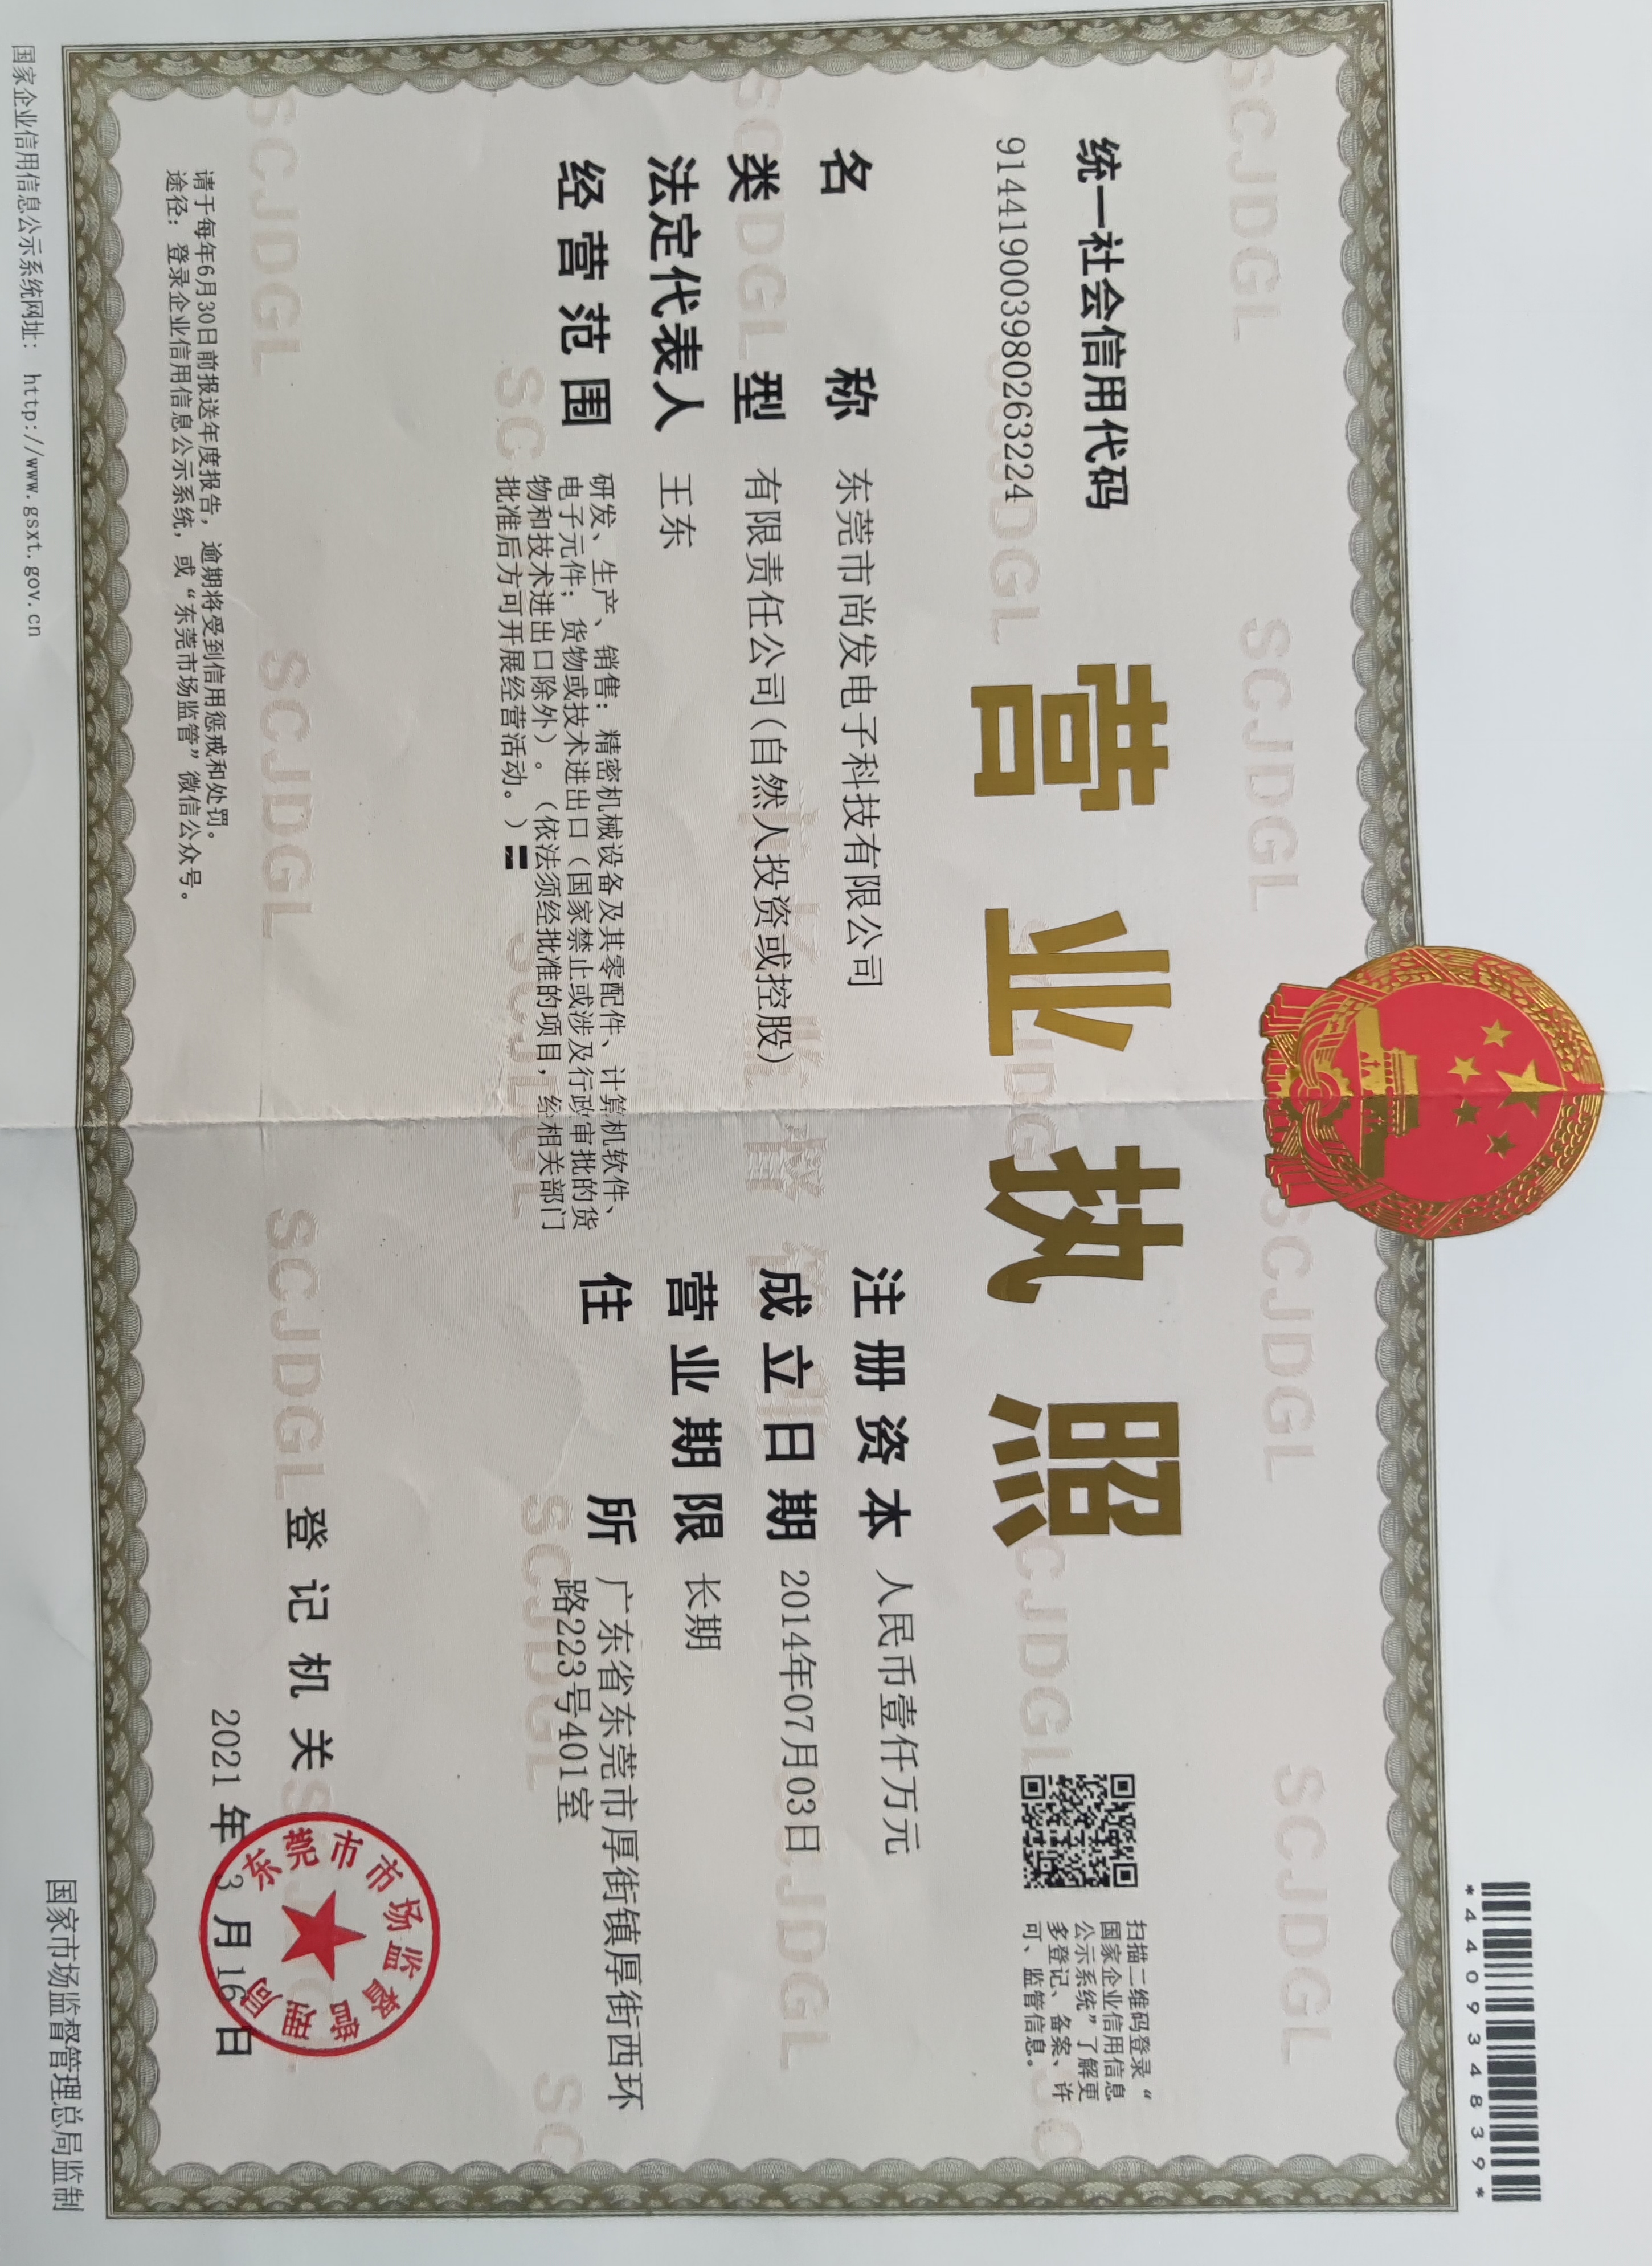 *440934839*
统一社会信用代码
914419003980263224
营业执照
扫描二维码登录“
国家企业信用信息
公示系统”了解更
多登记、备案、许
可、监管信息。
名称 东莞市尚发电子科技有限公司
类型 有限责任公司(自然人投资或控股)
法定代表人 王东
经营范围 研发、生产、销售：精密机械设备及其零配件、计算机软件、
电子元件；货物或技术进出口（国家禁止或涉及行政审批的货
物和技术进出口除外）。（依法须经批准的项目，经相关部门
批准后方可开展经营活动。）
注册资本 人民币壹仟万元
成立日期 2014年07月03日
营业期限 长期
住所 广东省东莞市厚街镇厚街西环
路223号401室
登记机关
东莞市市场监督管理局
2021年3月16日
请于每年6月30日前报送年度报告，逾期将受到信用惩戒和处罚。
途径：登录企业信用信息公示系统，或“东莞市场监管”微信公众号。
国家企业信用信息公示系统网址：http://www.gsxt.gov.cn
国家市场监督管理总局监制
SCJDGL